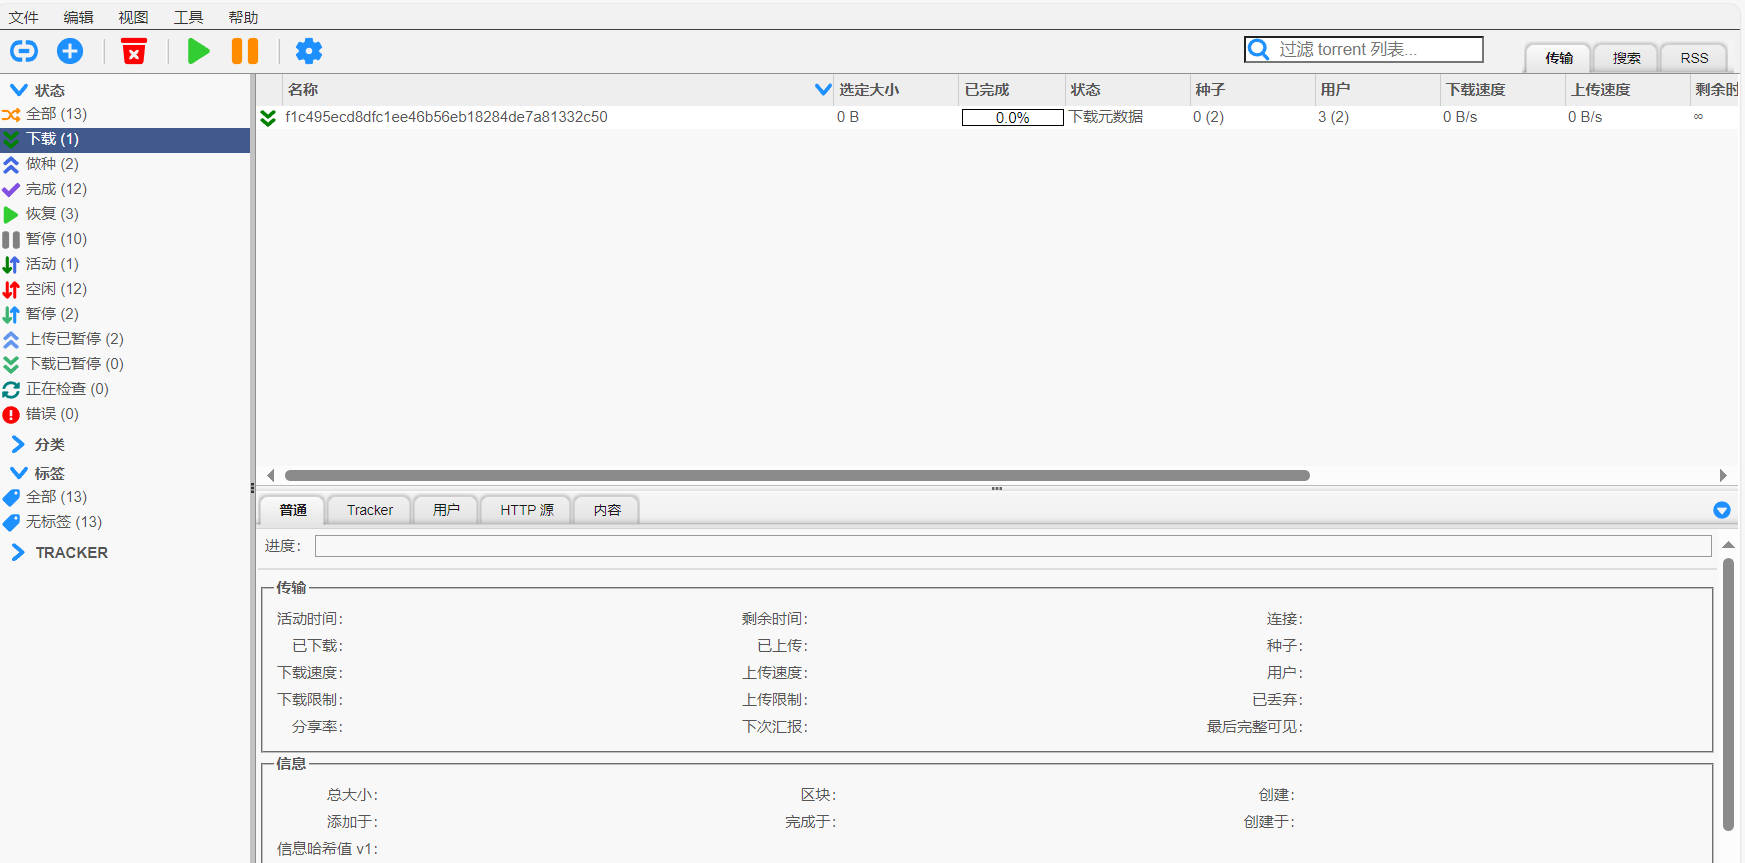 文件 编辑 视图 工具 帮助
过滤 torrent 列表...
传输 搜索 RSS
状态
全部 (13)
下载 (1)
做种 (2)
完成 (12)
恢复 (3)
暂停 (10)
活动 (1)
空闲 (12)
暂停 (2)
上传已暂停 (2)
下载已暂停 (0)
正在检查 (0)
错误 (0)
分类
标签
全部 (13)
无标签 (13)
TRACKER
名称 选定大小 已完成 状态 种子 用户 下载速度 上传速度 剩余时
f1c495ecd8dfc1ee46b56eb18284de7a81332c50 0 B 0.0% 下载元数据 0 (2) 3 (2) 0 B/s 0 B/s ∞
普通 Tracker 用户 HTTP 源 内容
进度：
传输
活动时间： 剩余时间： 连接：
已下载： 已上传： 种子：
下载速度： 上传速度： 用户：
下载限制： 上传限制： 已丢弃：
分享率： 下次汇报： 最后完整可见：
信息
总大小： 区块： 创建：
添加于： 完成于： 创建于：
信息哈希值 v1：